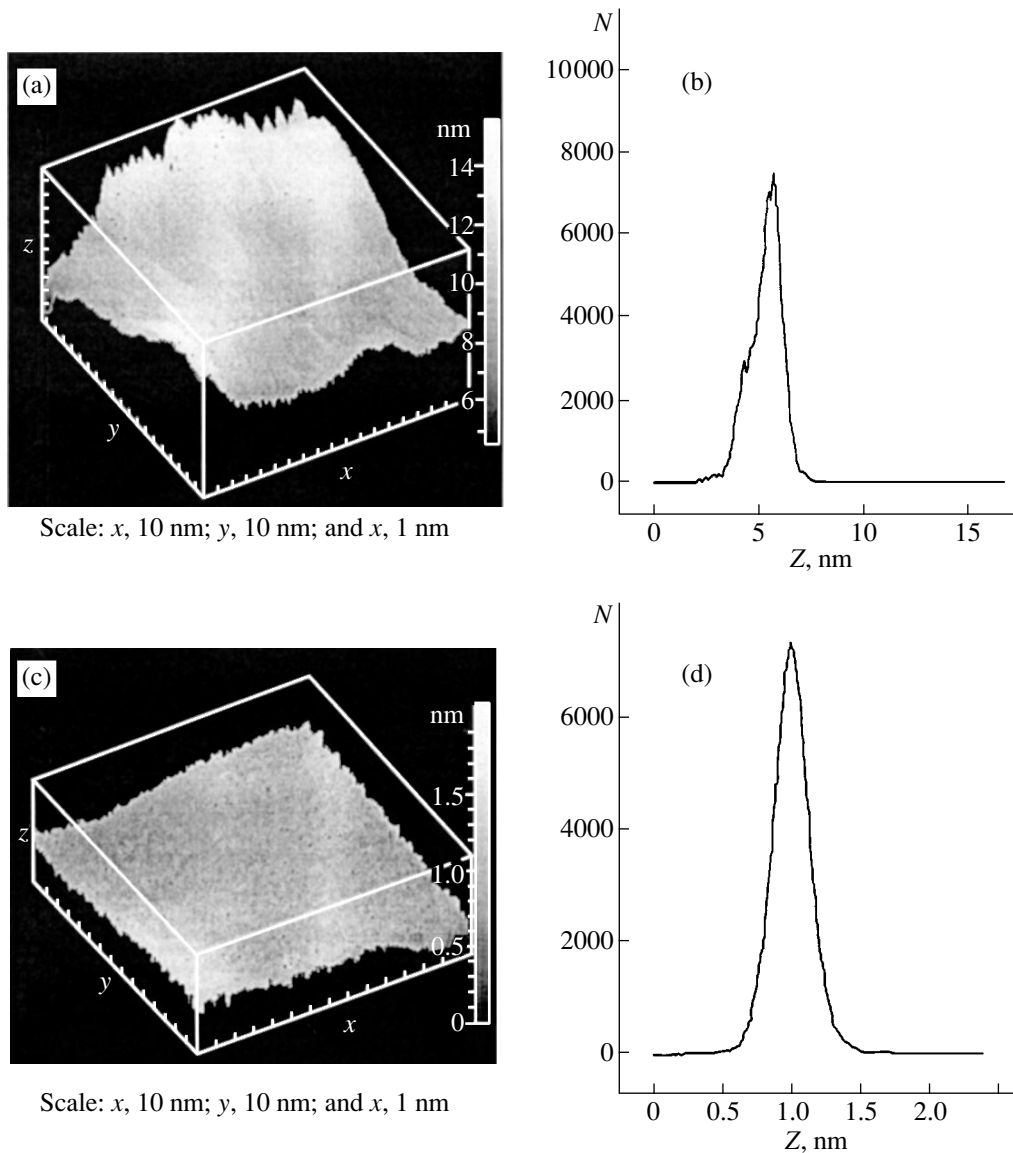 (a)
nm
14
12
10
8
6
z
y
x
Scale: x, 10 nm; y, 10 nm; and x, 1 nm
N
(b)
10000
8000
6000
4000
2000
0
0 5 10 15
Z, nm
(c)
nm
1.5
1.0
0.5
0
z
y
x
Scale: x, 10 nm; y, 10 nm; and x, 1 nm
N
(d)
6000
4000
2000
0
0 0.5 1.0 1.5 2.0
Z, nm